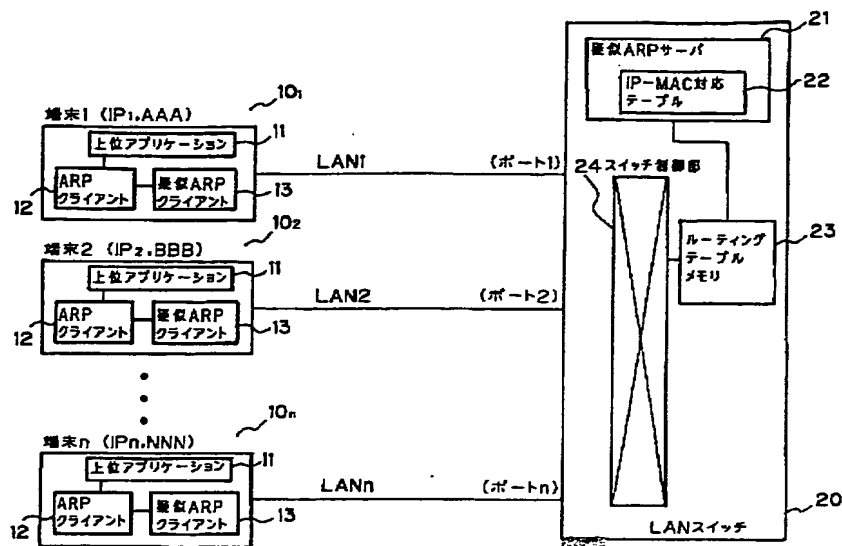 21
疑似ARPサーバ
22
IP-MAC対応
テーブル
10₁
端末1 (IP₁.AAA)
11
上位アプリケーション
ARP
クライアント
疑似ARP
クライアント
12
13
LAN1
(ポート1)
24 スイッチ制御部
10₂
端末2 (IP₂.BBB)
11
上位アプリケーション
ARP
クライアント
疑似ARP
クライアント
12
13
LAN2
(ポート2)
ルーティング
テーブル
メモリ
23
10n
端末n (IPn.NNN)
11
上位アプリケーション
ARP
クライアント
疑似ARP
クライアント
12
13
LANn
(ポートn)
20
LANスイッチ